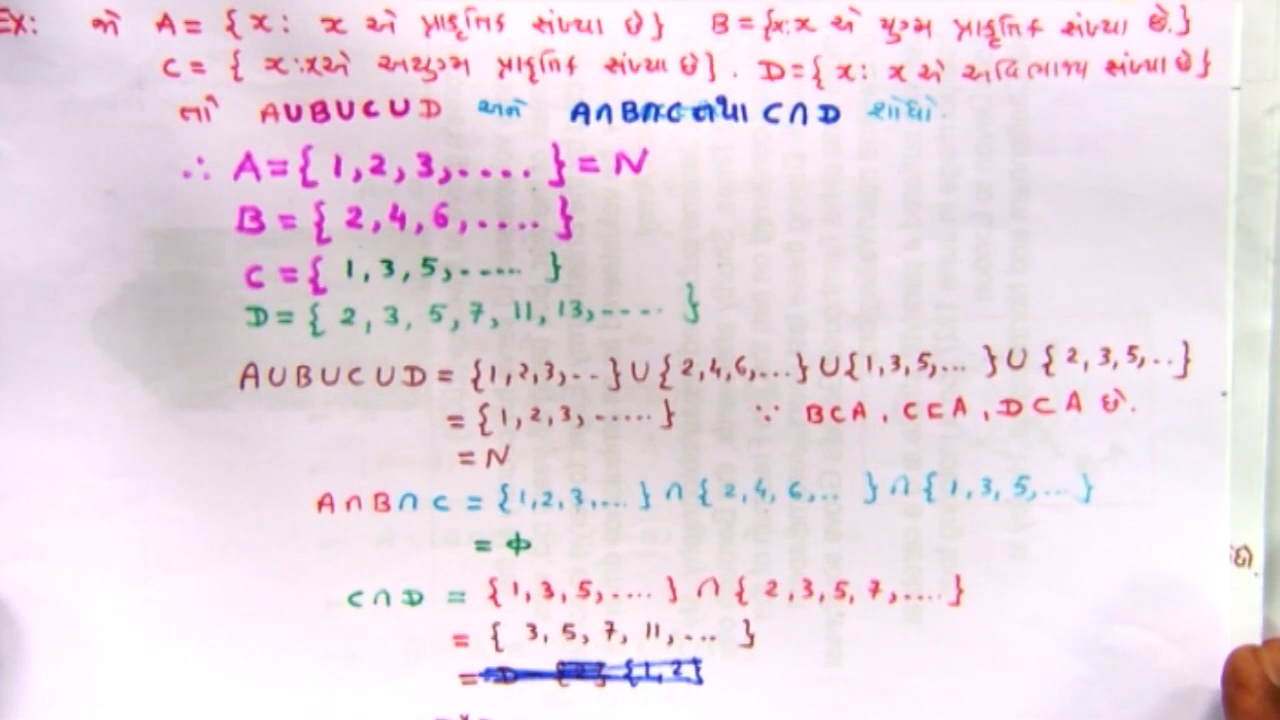 Ex: જો A = { x : x એ પ્રાકૃતિક સંખ્યા છે } B = {x:x એ યુગ્મ પ્રાકૃતિક સંખ્યા છે.}
C = { x:xએ અયુગ્મ પ્રાકૃતિક સંખ્યા છે }. D = { x : x એ અવિભાજ્ય સંખ્યા છે }
તો A∪B∪C∪D અને A∩B∩C તથા C∩D શોધો.
∴ A = { 1, 2, 3, .... } = N
B = { 2, 4, 6, ..... }
C = { 1, 3, 5, ..... }
D = { 2, 3, 5, 7, 11, 13, .... }
A∪B∪C∪D = {1, 2, 3, ...} ∪ { 2, 4, 6, ...} ∪ {1, 3, 5, ... } ∪ { 2, 3, 5, ..}
= {1, 2, 3, ......} ∵ B⊂A , C⊂A , D⊂A છે.
= N
A∩B∩C = {1, 2, 3, ....} ∩ { 2, 4, 6, ... } ∩ { 1, 3, 5, ... }
= ϕ
C∩D = { 1, 3, 5, ..... } ∩ { 2, 3, 5, 7, .... }
= { 3, 5, 7, 11, ... }
=
છે.